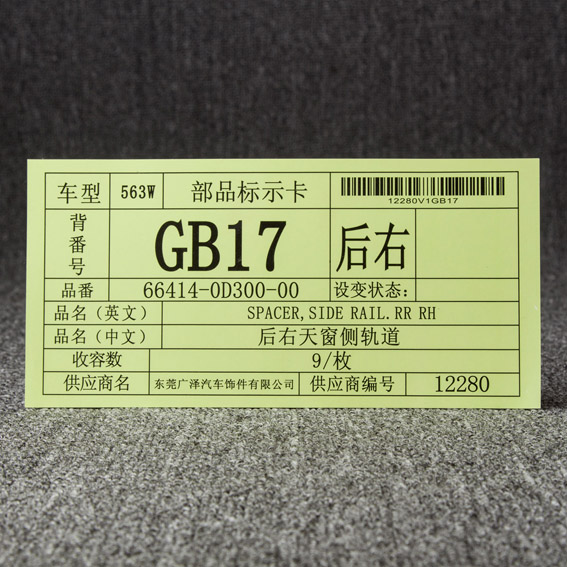 车型 563W 部品标示卡
12280V1GB17
背番号 GB17 后右
品番 66414-0D300-00 设变状态:
品名（英文） SPACER,SIDE RAIL.RR RH
品名（中文） 后右天窗侧轨道
收容数 9/枚
供应商名 东莞广泽汽车饰件有限公司 供应商编号 12280